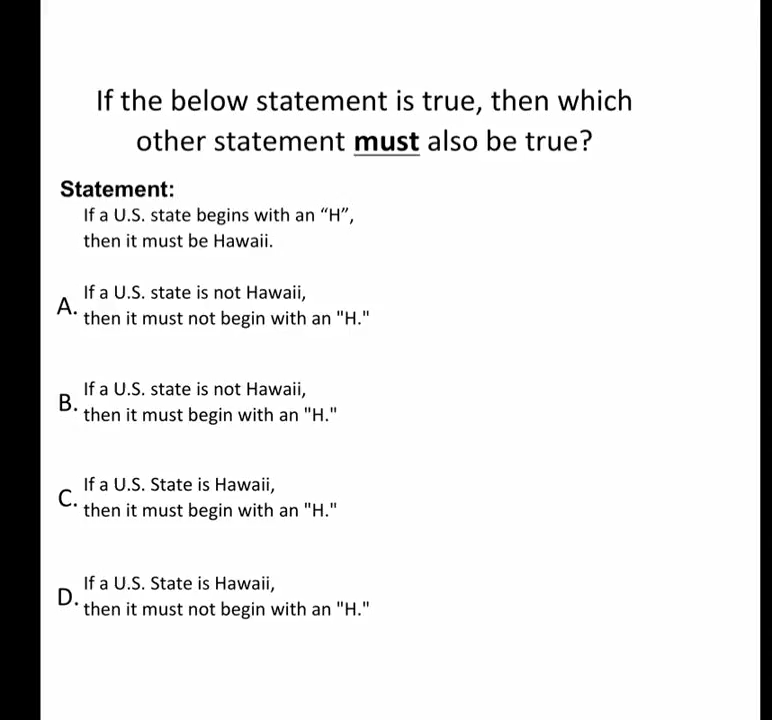 If the below statement is true, then which
other statement must also be true?
Statement:
If a U.S. state begins with an “H”,
then it must be Hawaii.
A. If a U.S. state is not Hawaii,
then it must not begin with an "H."
B. If a U.S. state is not Hawaii,
then it must begin with an "H."
C. If a U.S. State is Hawaii,
then it must begin with an "H."
D. If a U.S. State is Hawaii,
then it must not begin with an "H."